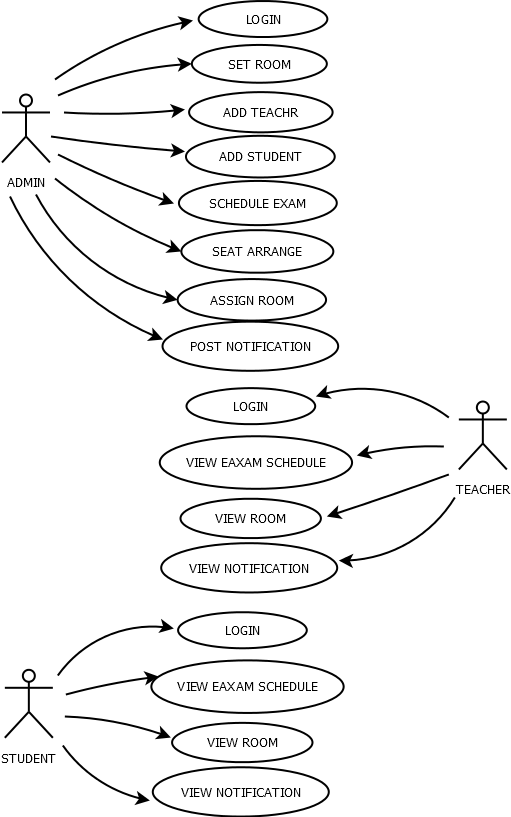 LOGIN
SET ROOM
ADD TEACHR
ADD STUDENT
ADMIN
SCHEDULE EXAM
SEAT ARRANGE
ASSIGN ROOM
POST NOTIFICATION
LOGIN
VIEW EAXAM SCHEDULE
TEACHER
VIEW ROOM
VIEW NOTIFICATION
LOGIN
VIEW EAXAM SCHEDULE
VIEW ROOM
STUDENT
VIEW NOTIFICATION